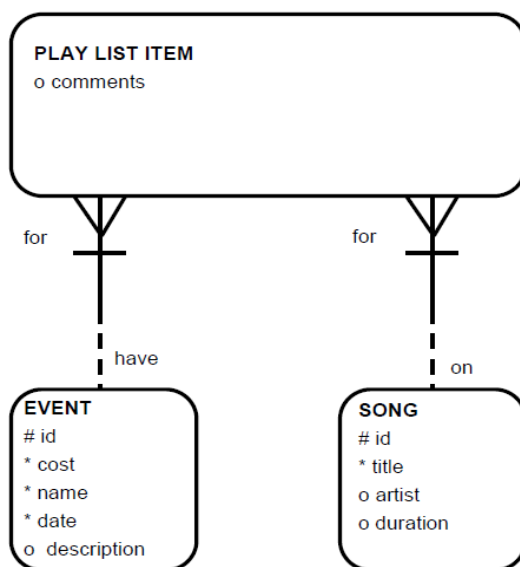 PLAY LIST ITEM
o comments
for
for
have
on
EVENT
# id
* cost
* name
* date
o description
SONG
# id
* title
o artist
o duration